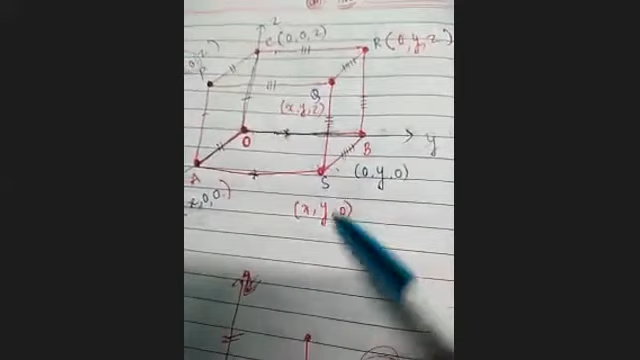 z
C (0,0,z)
R (0,y,z)
P
Q
(x,y,z)
O
B
y
A
S
(0,y,0)
x,0,0)
(x,y,0)